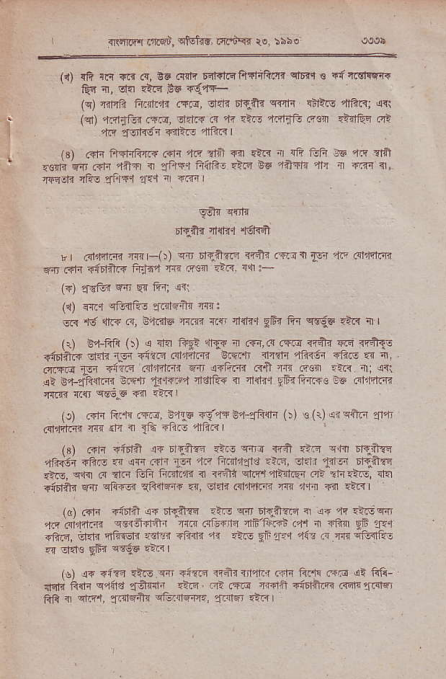 বাংলাদেশ গেজেট, অতিরিক্ত, সেপ্টেম্বর ২৩, ১৯৯৩ ৩৩৩৯
(খ) যদি মনে করে যে, উক্ত মেয়াদ চলাকালে শিক্ষানবিসের আচরণ ও কর্ম সন্তোষজনক
ছিল না, তাহা হইলে উক্ত কর্তৃপক্ষ—
(অ) সরাসরি নিয়োগের ক্ষেত্রে, তাহার চাকুরীর অবসান ঘটাইতে পারিবে; এবং
(আ) পদোন্নতির ক্ষেত্রে, তাহাকে যে পদ হইতে পদোন্নতি দেওয়া হইয়াছিল সেই
পদে প্রত্যাবর্তন করাইতে পারিবে।
(৪) কোন শিক্ষানবিসকে কোন পদে স্থায়ী করা হইবে না যদি তিনি উক্ত পদে স্থায়ী
হওয়ার জন্য কোন পরীক্ষা বা প্রশিক্ষণ নির্ধারিত হইলে উক্ত পরীক্ষায় পাস না করেন বা,
সফলতার সহিত প্রশিক্ষণ গ্রহণ না করেন।
তৃতীয় অধ্যায়
চাকুরীর সাধারণ শর্তাবলী
৮। যোগদানের সময়।—(১) অন্য চাকুরীস্থলে বদলীর ক্ষেত্রে বা নূতন পদে যোগদানের
জন্য কোন কর্মচারীকে নিম্নরূপ সময় দেওয়া হইবে, যথা:—
(ক) প্রস্তুতির জন্য ছয় দিন; এবং
(খ) ভ্রমণে অতিবাহিত প্রয়োজনীয় সময়:
তবে শর্ত থাকে যে, উপরোক্ত সময়ের মধ্যে সাধারণ ছুটির দিন অন্তর্ভুক্ত হইবে না।
(২) উপ-বিধি (১) এ যাহা কিছুই থাকুক না কেন, যে ক্ষেত্রে বদলীর ফলে বদলীকৃত
কর্মচারীকে তাহার নূতন কর্মস্থলে যোগদানের উদ্দেশ্যে বাসস্থান পরিবর্তন করিতে হয় না,
সেক্ষেত্রে নূতন কর্মস্থলে যোগদানের জন্য একদিনের বেশী সময় দেওয়া হইবে না; এবং
এই উপ-প্রবিধানের উদ্দেশ্য পূরণকল্পে সাপ্তাহিক বা সাধারণ ছুটির দিনকেও উক্ত যোগদানের
সময়ের মধ্যে অন্তর্ভুক্ত করা হইবে।
(৩) কোন বিশেষ ক্ষেত্রে, উপযুক্ত কর্তৃপক্ষ উপ-প্রবিধান (১) ও (২) এর অধীনে প্রাপ্য
যোগদানের সময় হ্রাস বা বৃদ্ধি করিতে পারিবে।
(৪) কোন কর্মচারী এক চাকুরীস্থল হইতে অন্যত্র বদলী হইলে অথবা চাকুরীস্থল
পরিবর্তন করিতে হয় এমন কোন নূতন পদে নিয়োগপ্রাপ্ত হইলে, তাহার পুরাতন চাকুরীস্থল
হইতে, অথবা যে স্থানে তিনি নিয়োগের বা বদলীর আদেশ পাইয়াছেন সেই স্থান হইতে, যাহা
কর্মচারীর জন্য অধিকতর সুবিধাজনক হয়, তাহার যোগদানের সময় গণনা করা হইবে।
(৫) কোন কর্মচারী এক চাকুরীস্থল হইতে অন্য চাকুরীস্থলে বা এক পদ হইতে অন্য
পদে যোগদানের অন্তর্বর্তীকালীন সময়ে মেডিক্যাল সার্টিফিকেট পেশ না করিয়া ছুটি গ্রহণ
করিলে, তাহার দায়িত্বভার হস্তান্তর করিবার পর হইতে ছুটি গ্রহণ পর্যন্ত যে সময় অতিবাহিত
হয় তাহাও ছুটির অন্তর্ভুক্ত হইবে।
(৬) এক কর্মস্থল হইতে অন্য কর্মস্থলে বদলীর ব্যাপারে কোন বিশেষ ক্ষেত্রে এই বিধি-
মালার বিধান অপর্যাপ্ত প্রতীয়মান হইলে সেই ক্ষেত্রে সরকারী কর্মচারীদের বেলায় প্রযোজ্য
বিধি বা আদেশ, প্রয়োজনীয় অভিযোজনসহ, প্রযোজ্য হইবে।